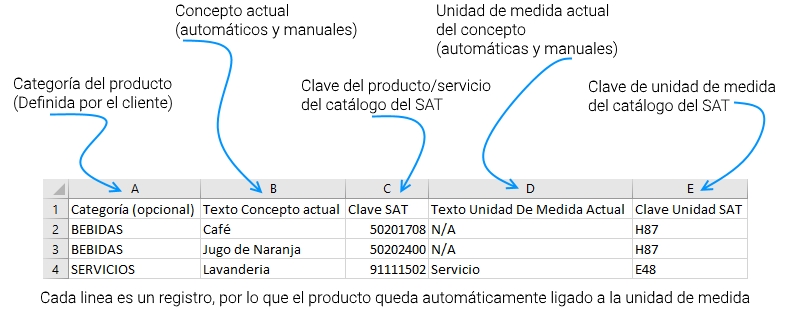 Concepto actual
(automáticos y manuales)
Unidad de medida actual
del concepto
(automáticas y manuales)
Categoría del producto
(Definida por el cliente)
Clave del producto/servicio
del catálogo del SAT
Clave de unidad de medida
del catálogo del SAT
A B C D E
1 Categoría (opcional) Texto Concepto actual Clave SAT Texto Unidad De Medida Actual Clave Unidad SAT
2 BEBIDAS Café 50201708 N/A H87
3 BEBIDAS Jugo de Naranja 50202400 N/A H87
4 SERVICIOS Lavanderia 91111502 Servicio E48
Cada linea es un registro, por lo que el producto queda automáticamente ligado a la unidad de medida